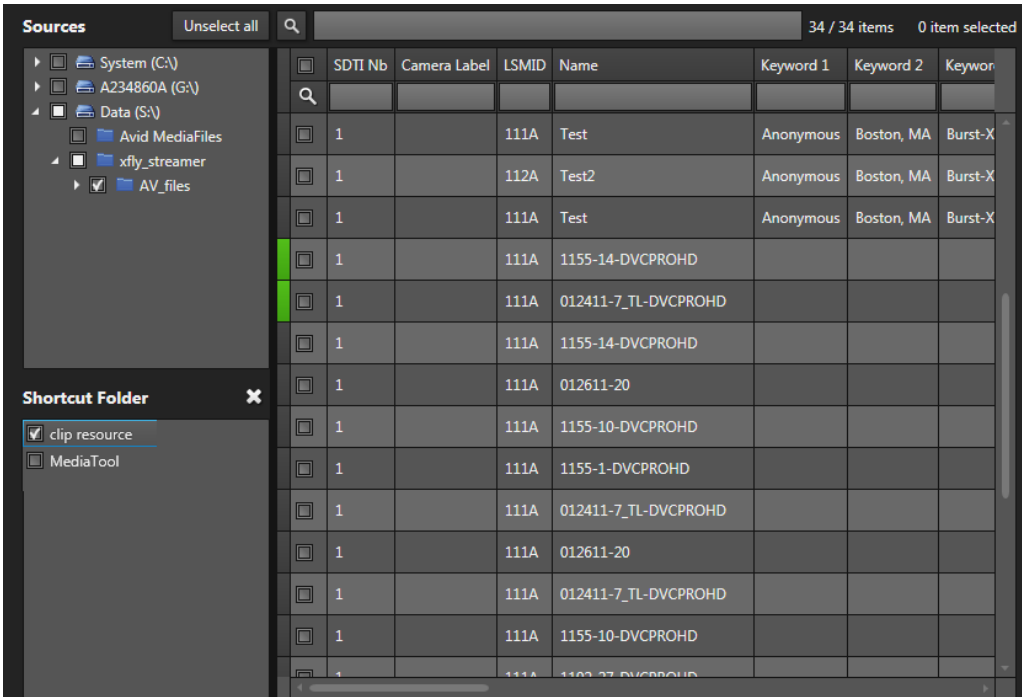 Sources
Unselect all
34 / 34 items 0 item selected
System (C:\)
A234860A (G:\)
Data (S:\)
Avid MediaFiles
xfly_streamer
AV_files
Shortcut Folder
clip resource
MediaTool
SDTI Nb Camera Label LSMID Name Keyword 1 Keyword 2 Keywor
1 111A Test Anonymous Boston, MA Burst-X
1 112A Test2 Anonymous Boston, MA Burst-X
1 111A Test Anonymous Boston, MA Burst-X
1 111A 1155-14-DVCPROHD
1 111A 012411-7_TL-DVCPROHD
1 111A 1155-14-DVCPROHD
1 111A 012611-20
1 111A 1155-10-DVCPROHD
1 111A 1155-1-DVCPROHD
1 111A 012411-7_TL-DVCPROHD
1 111A 012611-20
1 111A 012411-7_TL-DVCPROHD
1 111A 1155-10-DVCPROHD